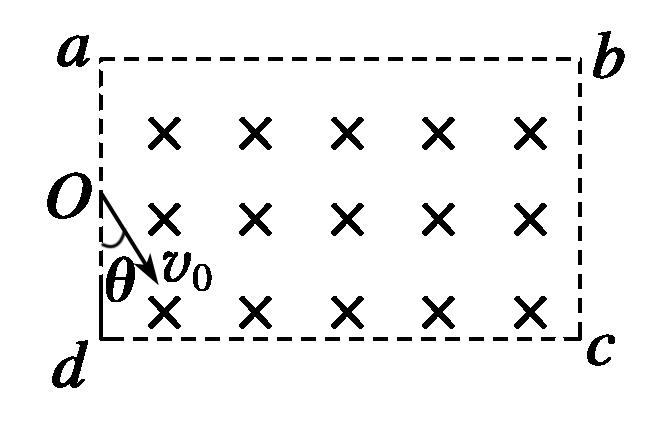 a b
× × × × ×
O × × × × ×
θ v₀
× × × × ×
d c